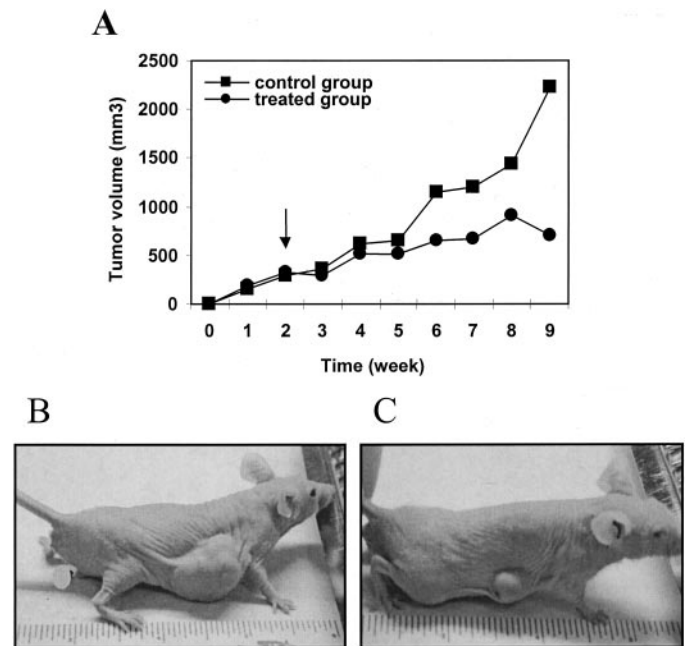 A
2500
2000
1500
1000
500
0
control group
treated group
Tumor volume (mm3)
0 1 2 3 4 5 6 7 8 9
Time (week)
B
C